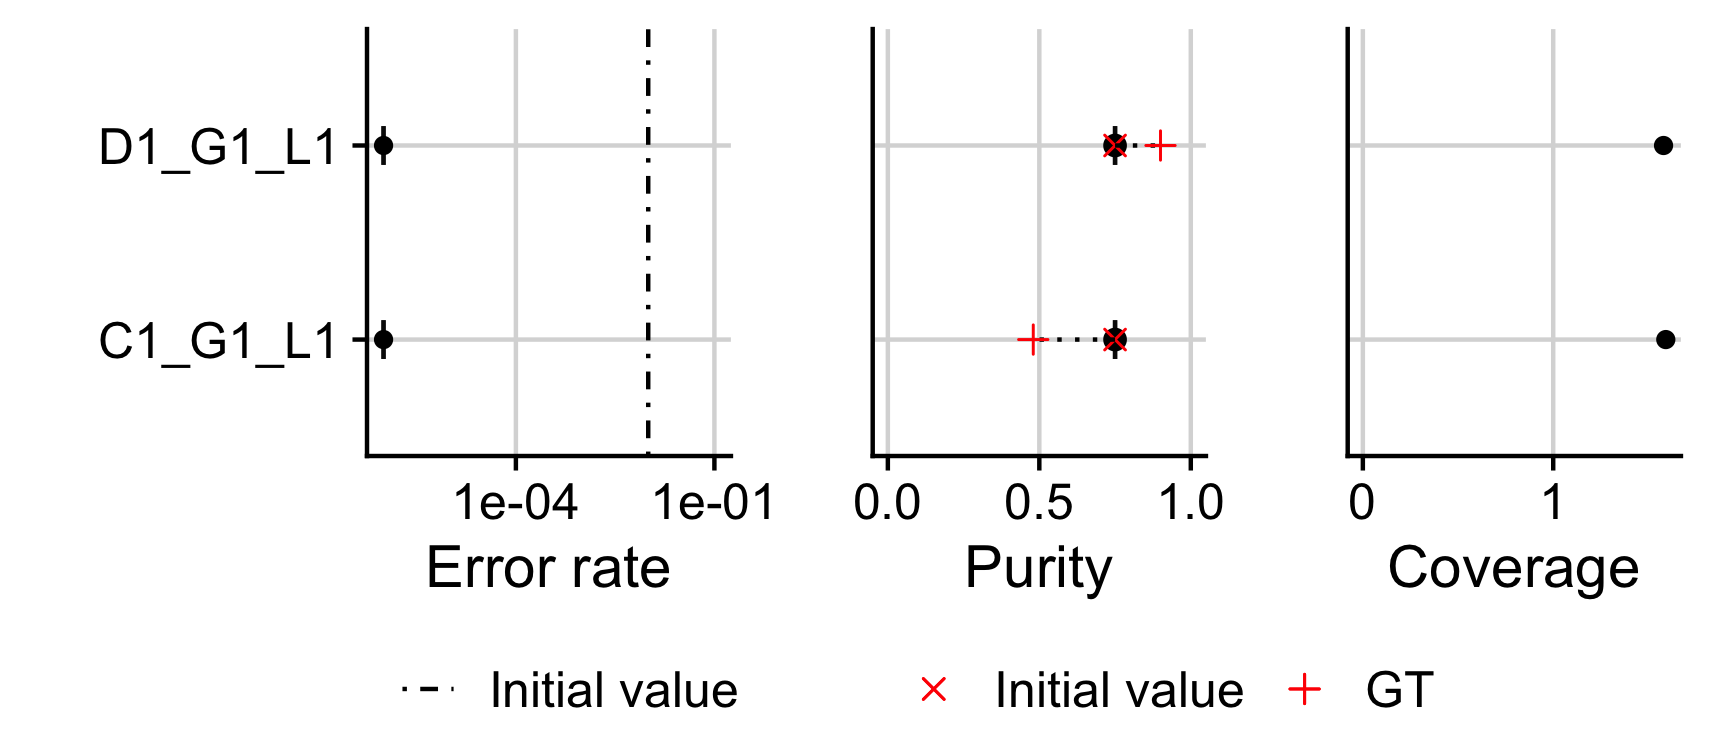 D1_G1_L1
C1_G1_L1
1e-04 1e-01 0.0 0.5 1.0 0 1
Error rate Purity Coverage
Initial value Initial value GT